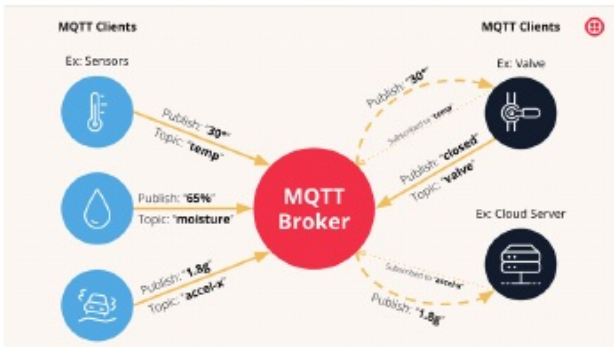 MQTT Clients
MQTT Clients
Ex: Sensors
Ex: Valve
Publish: "30°"
Topic: "temp"
Publish: "30°"
Subscribed to "temp"
Publish: "closed"
Topic: "valve"
Publish: "65%"
Topic: "moisture"
MQTT
Broker
Ex: Cloud Server
Publish: "1.8g"
Topic: "accel-x"
Subscribed to "accel-x"
Publish: "1.8g"